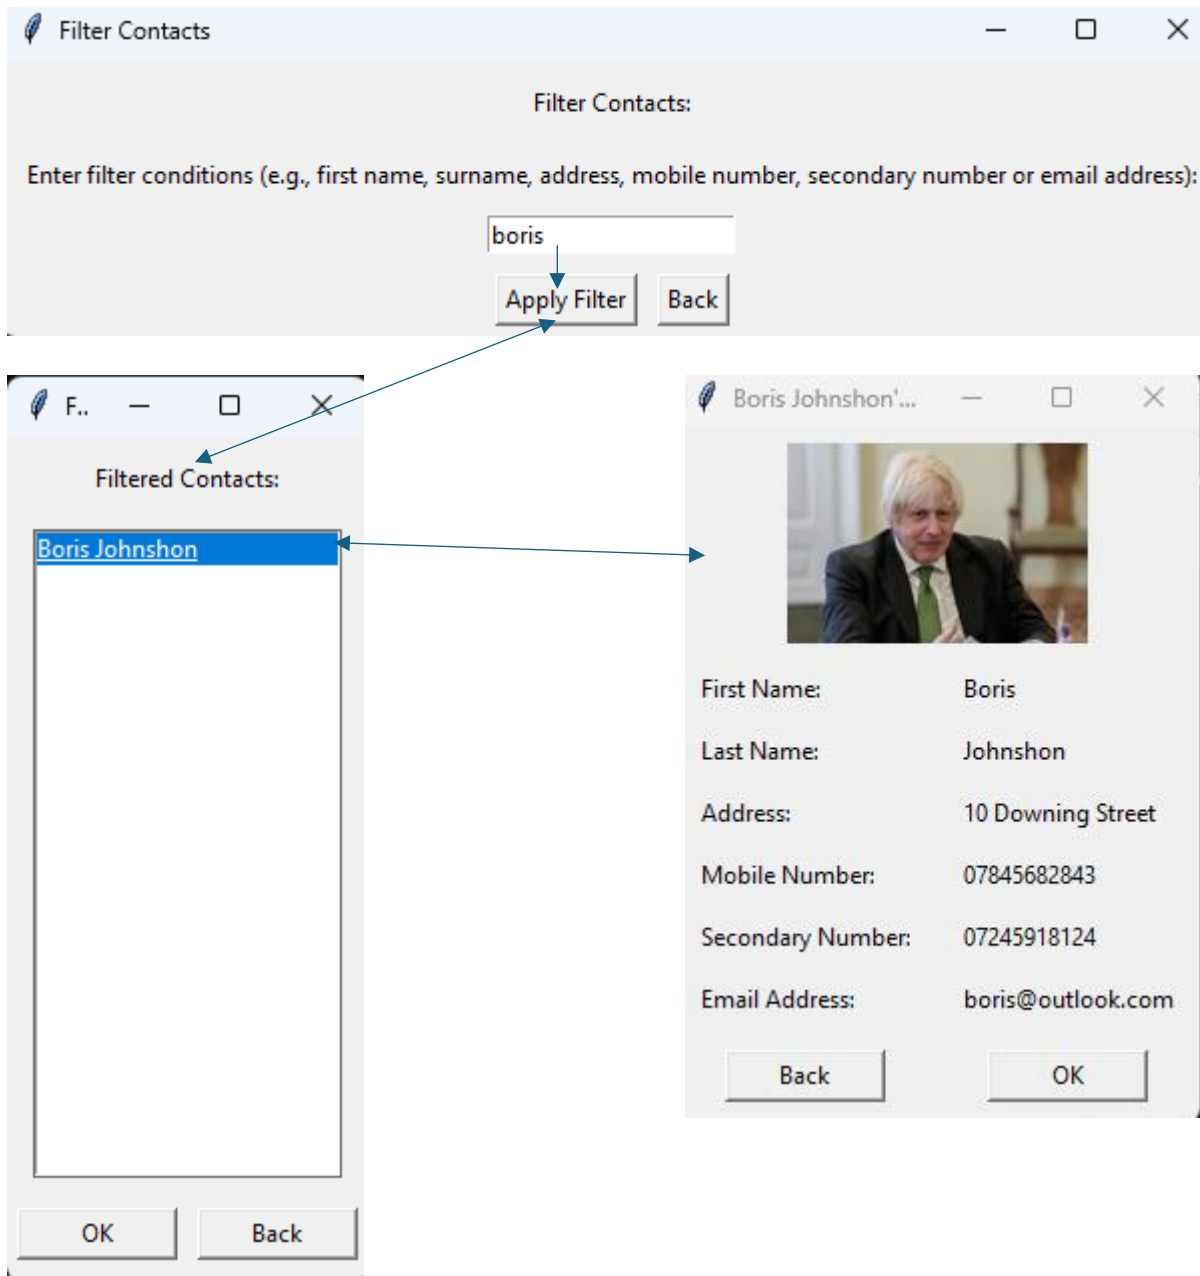 Filter Contacts
Filter Contacts:
Enter filter conditions (e.g., first name, surname, address, mobile number, secondary number or email address):
boris
Apply Filter Back
F..
Filtered Contacts:
Boris Johnshon
OK Back
Boris Johnshon'...
First Name: Boris
Last Name: Johnshon
Address: 10 Downing Street
Mobile Number: 07845682843
Secondary Number: 07245918124
Email Address: boris@outlook.com
Back OK